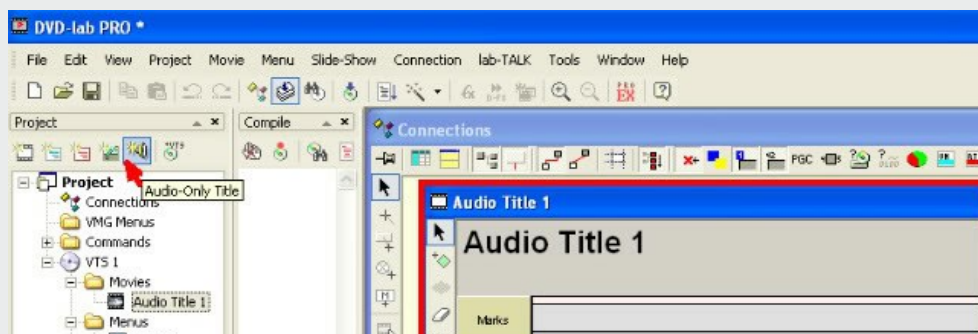 DVD-lab PRO *
File Edit View Project Movie Menu Slide-Show Connection lab-TALK Tools Window Help
Project
Compile
Connections
+VTS
PGC
Audio-Only Title
Project
Connections
VMG Menus
Commands
VTS 1
Movies
Audio Title 1
Menus
Audio Title 1
Audio Title 1
Marks